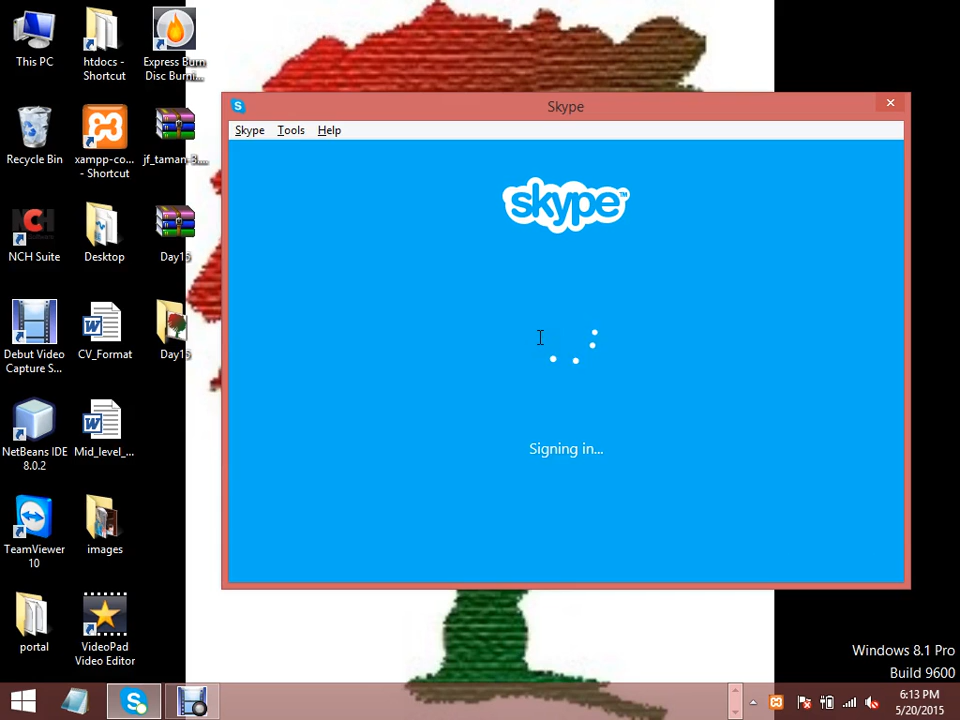 This PC
htdocs -
Shortcut
Express Burn
Disc Burni...
Recycle Bin
xampp-co...
- Shortcut
jf_taman-3....
NCH
NCH Suite
Desktop
Day15
Debut Video
Capture S...
CV_Format
Day15
NetBeans IDE
8.0.2
Mid_level_...
TeamViewer
10
images
portal
VideoPad
Video Editor
Skype
Skype Tools Help
skype™
Signing in...
Windows 8.1 Pro
Build 9600
6:13 PM
5/20/2015